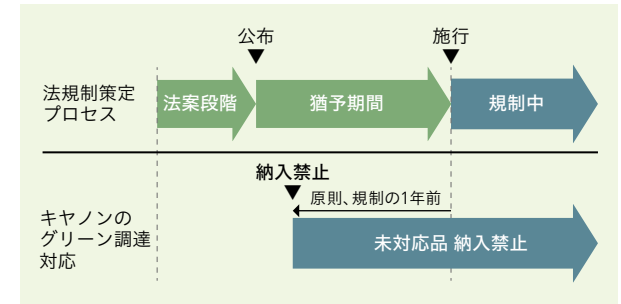 公布
施行
法規制策定
プロセス
法案段階
猶予期間
規制中
納入禁止
原則、規制の1年前
キヤノンの
グリーン調達
対応
未対応品 納入禁止